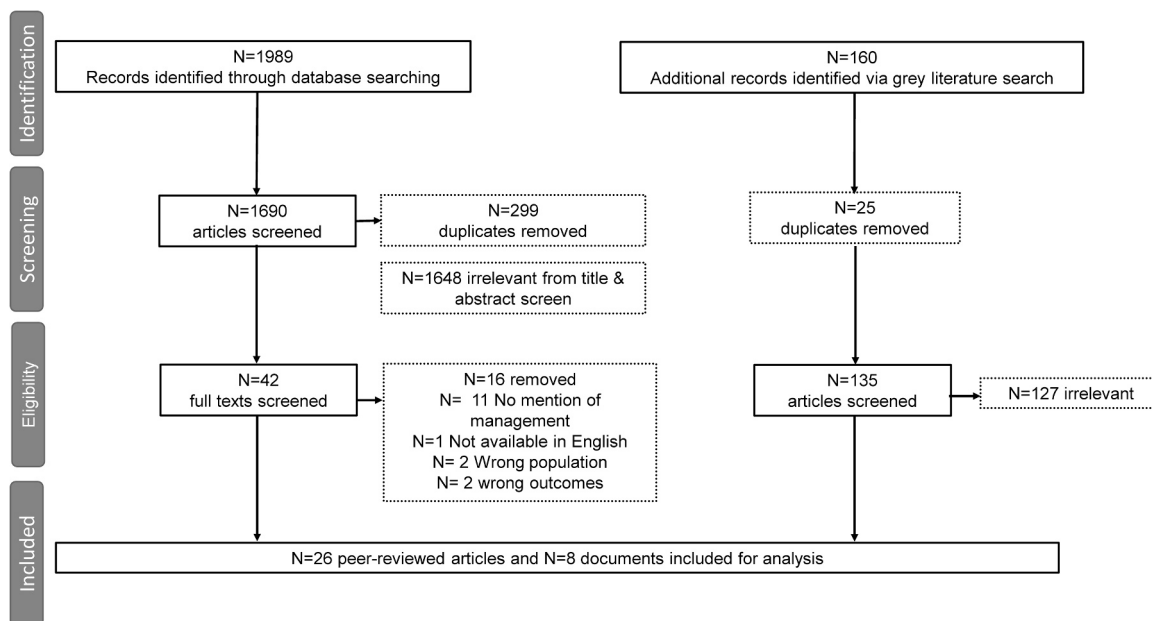 Identification
N=1989
Records identified through database searching
N=160
Additional records identified via grey literature search
Screening
N=1690
articles screened
N=299
duplicates removed
N=25
duplicates removed
N=1648 irrelevant from title &
abstract screen
Eligibility
N=42
full texts screened
N=16 removed
N=  11 No mention of
management
N=1 Not available in English
N= 2 Wrong population
N= 2 wrong outcomes
N=135
articles screened
N=127 irrelevant
Included
N=26 peer-reviewed articles and N=8 documents included for analysis